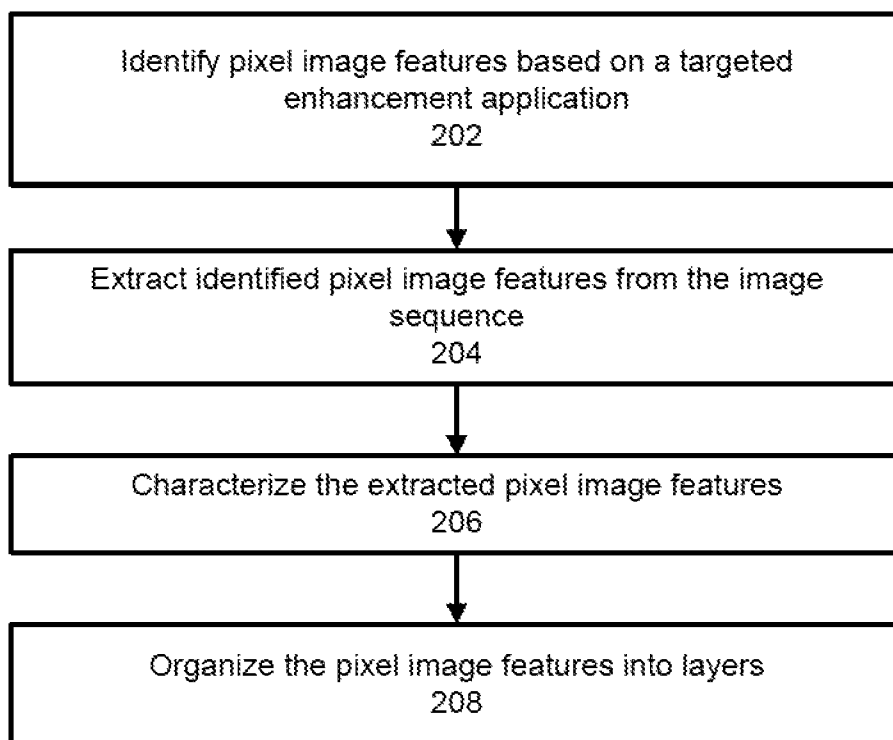 Identify pixel image features based on a targeted
enhancement application
202
Extract identified pixel image features from the image
sequence
204
Characterize the extracted pixel image features
206
Organize the pixel image features into layers
208